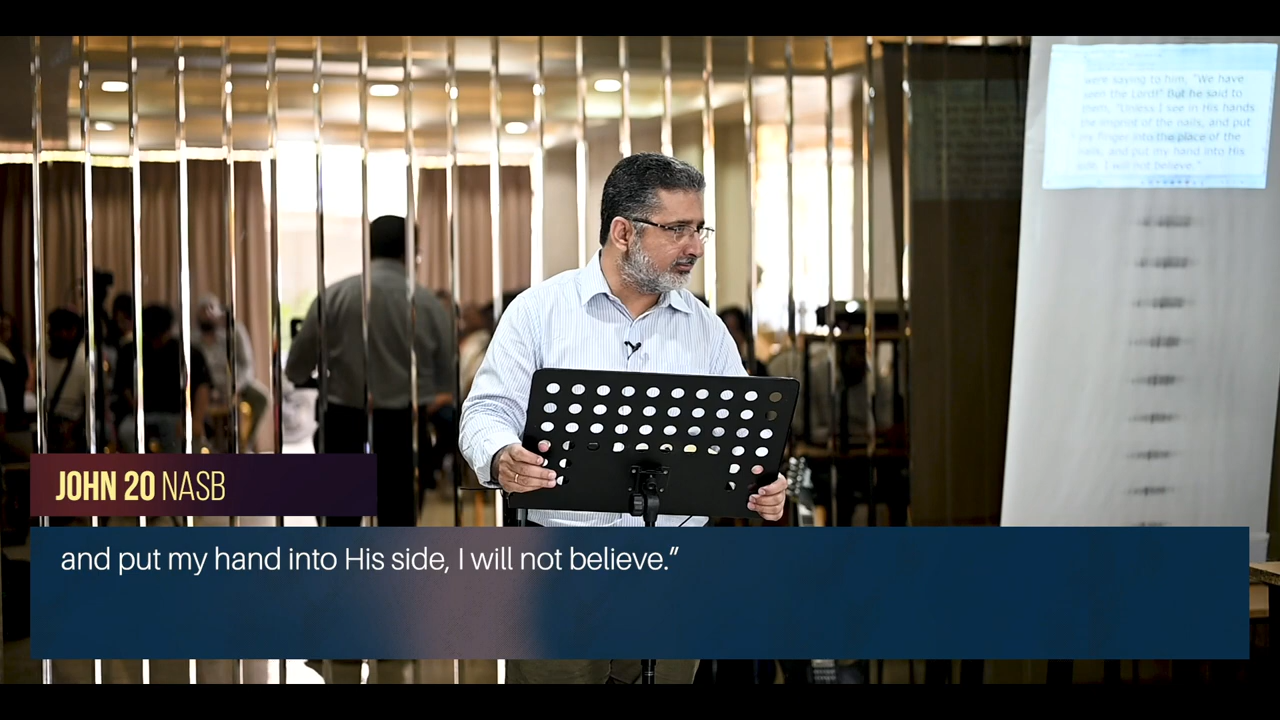 were saying to him, "We have
seen the Lord!" But he said to
them, "Unless I see in His hands
the imprint of the nails, and put
my finger into the place of the
nails, and put my hand into His
side, I will not believe."
JOHN 20 NASB
and put my hand into His side, I will not believe.”